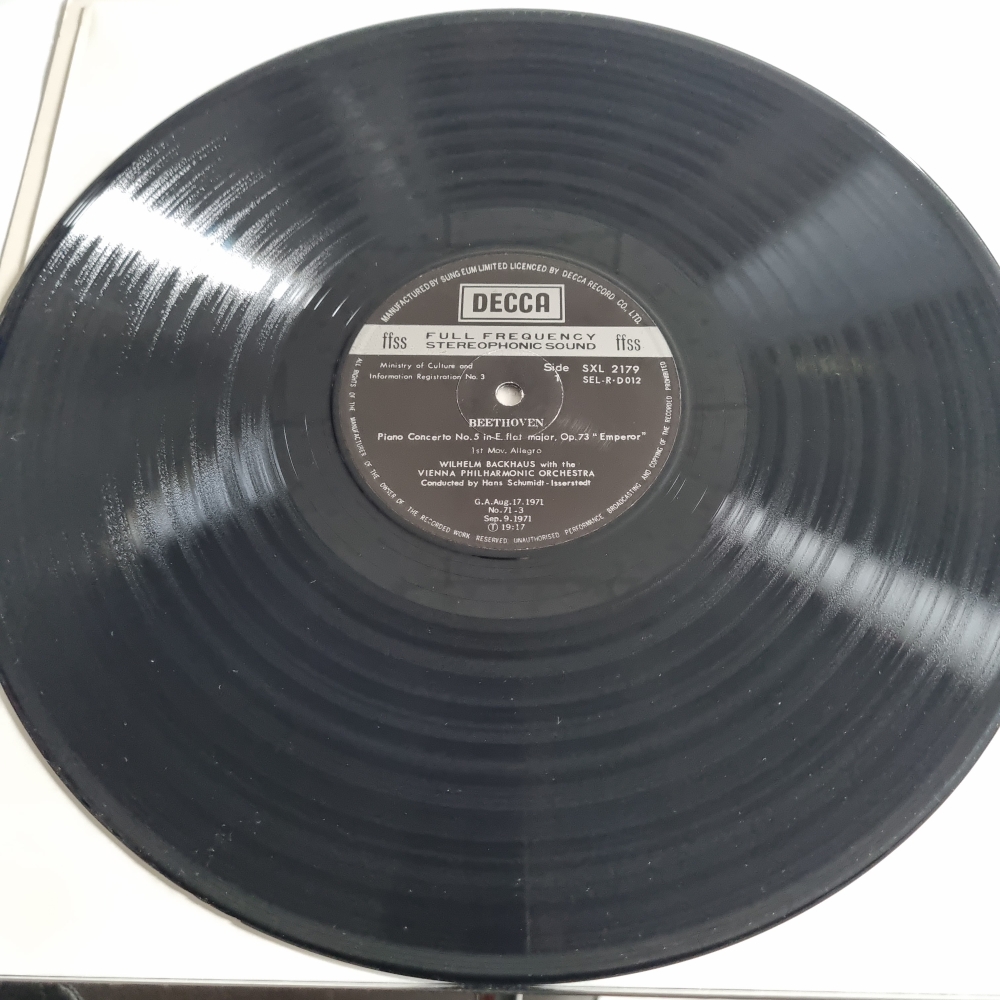 MANUFACTURED BY SUNG EUM LIMITED LICENCED BY DECCA RECORD CO. LTD.
DECCA
ffss FULL FREQUENCY STEREOPHONIC SOUND ffss
Ministry of Culture and
Information Registration No. 3
Side
1
SXL 2179
SEL-R·D012
BEETHOVEN
Piano Concerto No.5 in E flat major, Op.73 "Emperor"
1st Mov. Allegro
WILHELM BACKHAUS with the
VIENNA PHILHARMONIC ORCHESTRA
Conducted by Hans Schumidt-Isserstedt
G.A.Aug.17.1971
No.71-3
Sep.9.1971
Ⓣ 19:17
ALL RIGHTS OF THE MANUFACTURER OF THE OWNER OF THE RECORDED WORK RESERVED UNAUTHORISED PERFORMANCE BROADCASTING AND COPYING OF THE RECORDED PROHIBITED